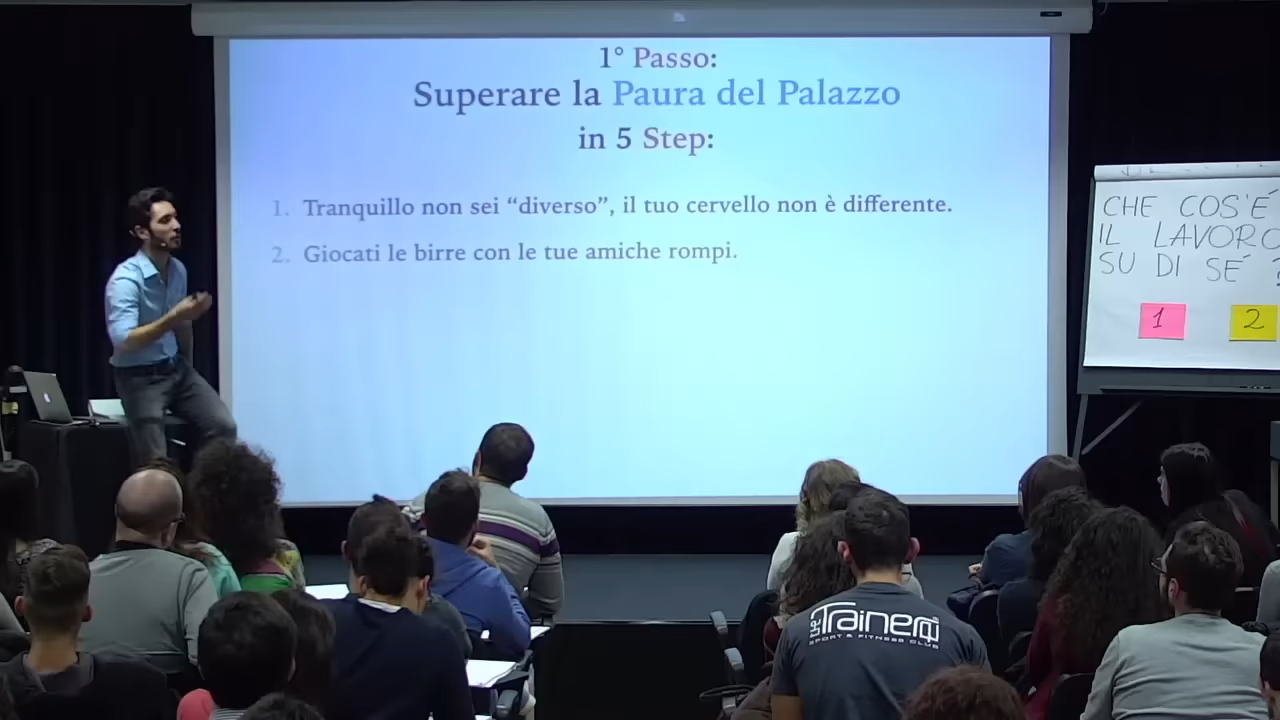 1° Passo:
Superare la Paura del Palazzo
in 5 Step:
1. Tranquillo non sei “diverso”, il tuo cervello non è differente.
2. Giocati le birre con le tue amiche rompi.
CHE COS'É
IL LAVORO
SU DI SÉ ?
1 2
SPORT & FITNESS CLUB